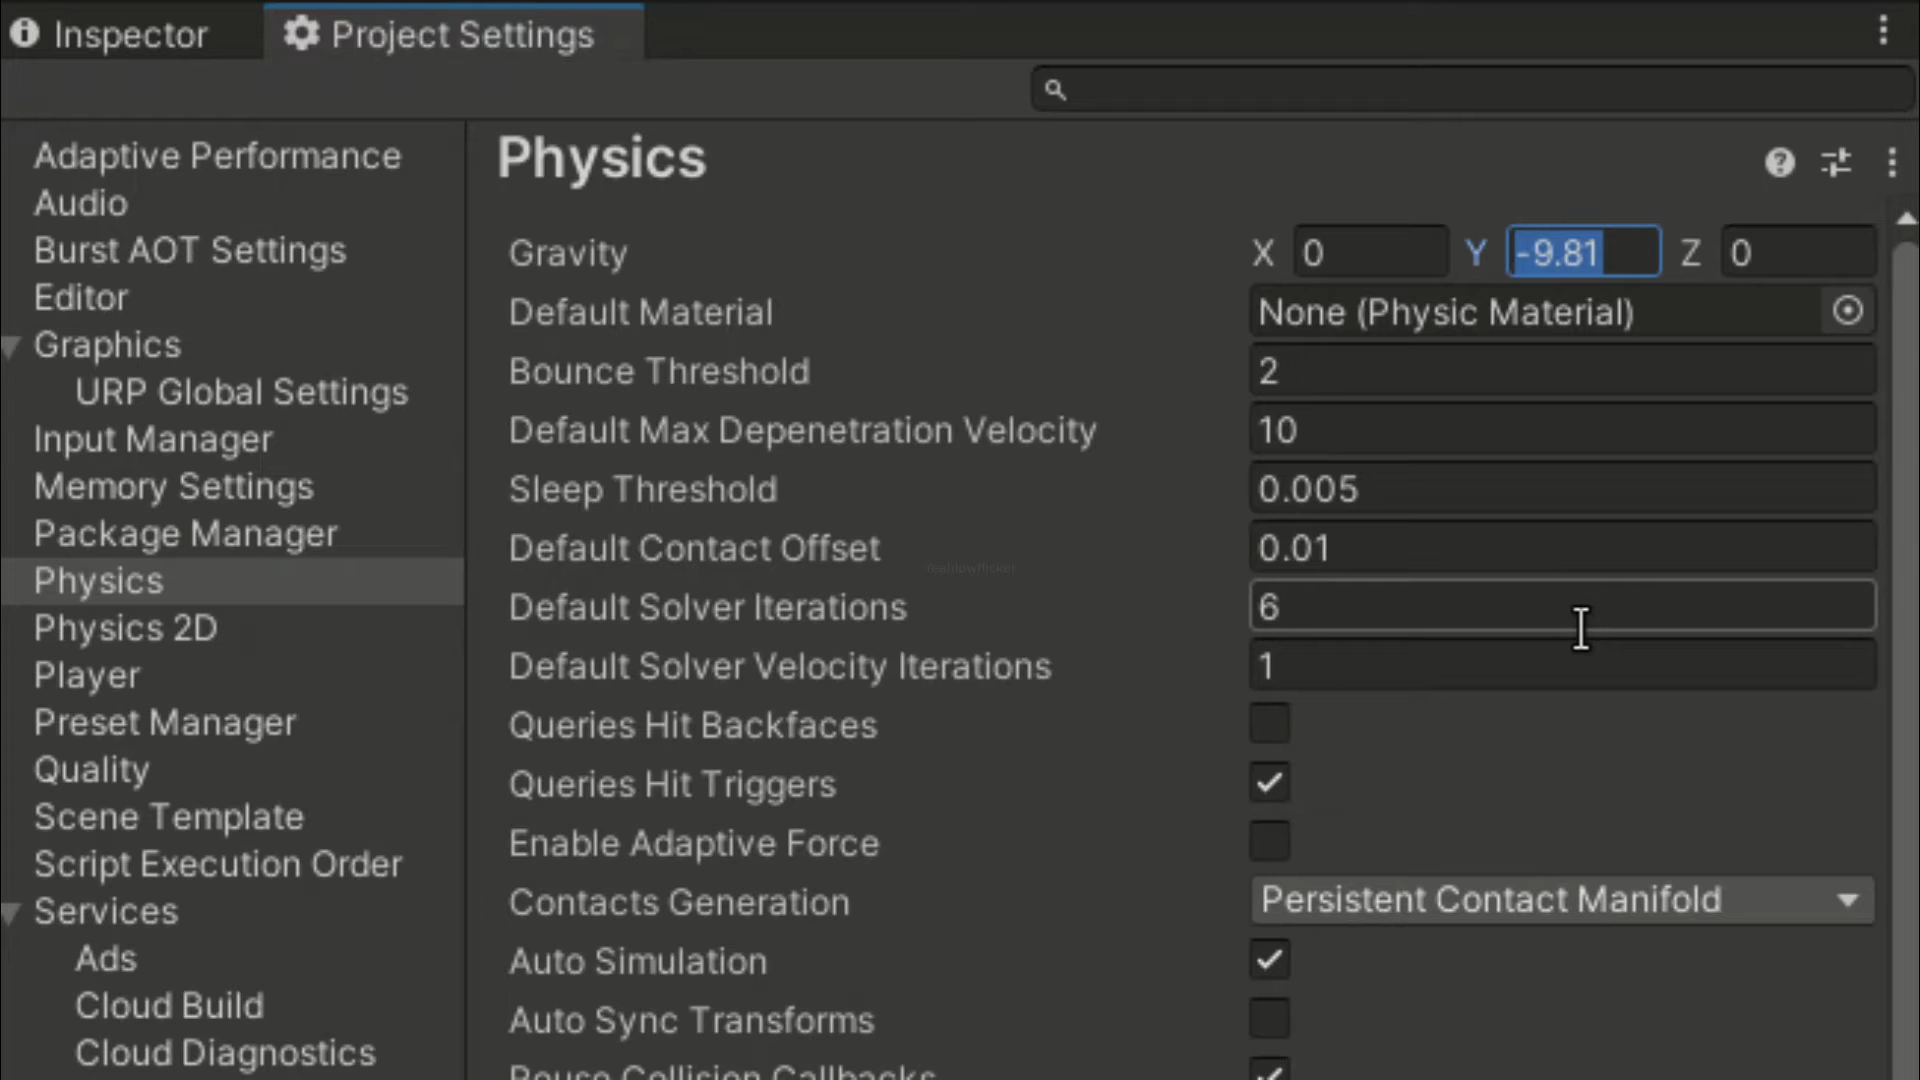 Inspector
Project Settings
Adaptive Performance
Audio
Burst AOT Settings
Editor
Graphics
URP Global Settings
Input Manager
Memory Settings
Package Manager
Physics
Physics 2D
Player
Preset Manager
Quality
Scene Template
Script Execution Order
Services
Ads
Cloud Build
Cloud Diagnostics
Physics
Gravity X 0 Y -9.81 Z 0
Default Material None (Physic Material)
Bounce Threshold 2
Default Max Depenetration Velocity 10
Sleep Threshold 0.005
Default Contact Offset 0.01
Default Solver Iterations 6
Default Solver Velocity Iterations 1
Queries Hit Backfaces
Queries Hit Triggers
Enable Adaptive Force
Contacts Generation Persistent Contact Manifold
Auto Simulation
Auto Sync Transforms
Reuse Collision Callbacks